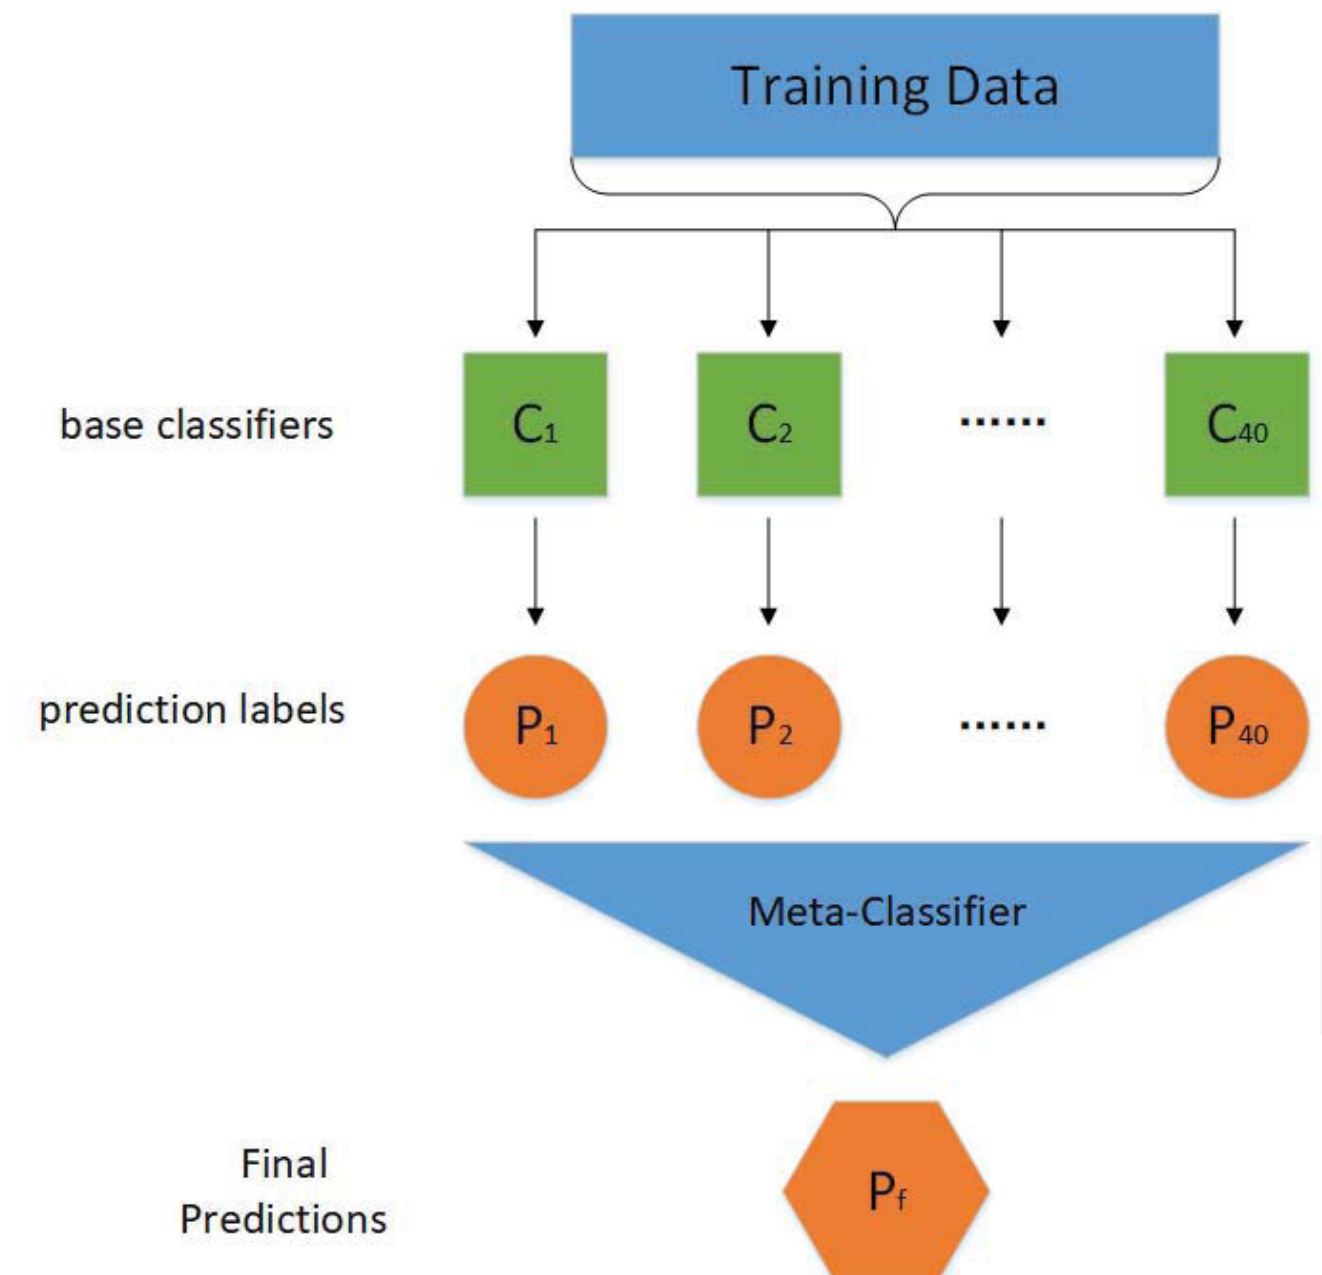 Training Data
base classifiers C1 C2 ...... C40
prediction labels P1 P2 ...... P40
Meta-Classifier
Final
Predictions
Pf